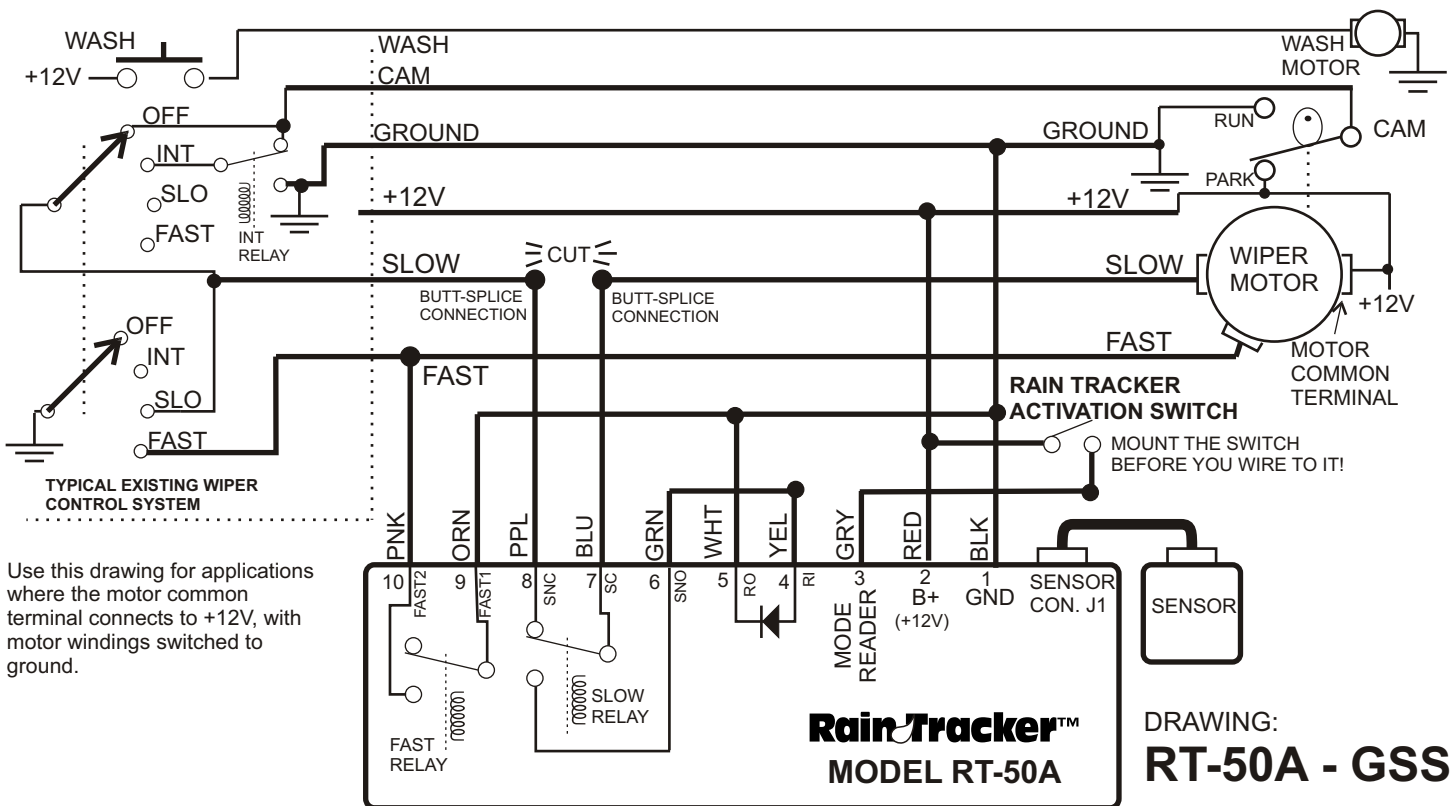 WASH
+12V
WASH
CAM
WASH
MOTOR
OFF
INT
SLO
FAST
INT
RELAY
GROUND
GROUND
RUN
CAM
PARK
+12V
+12V
SLOW
CUT
SLOW
BUTT-SPLICE
CONNECTION
BUTT-SPLICE
CONNECTION
WIPER
MOTOR
+12V
OFF
INT
SLO
FAST
FAST
FAST
MOTOR
COMMON
TERMINAL
RAIN TRACKER
ACTIVATION SWITCH
MOUNT THE SWITCH
BEFORE YOU WIRE TO IT!
TYPICAL EXISTING WIPER
CONTROL SYSTEM
Use this drawing for applications
where the motor common
terminal connects to +12V, with
motor windings switched to
ground.
PNK
ORN
PPL
BLU
GRN
WHT
YEL
GRY
RED
BLK
10
FAST2
9
FAST1
8
SNC
7
SC
6
SNO
5
RO
4
RI
3
MODE
READER
2
B+
(+12V)
1
GND
SENSOR
CON. J1
SENSOR
FAST
RELAY
SLOW
RELAY
RainTracker™
MODEL RT-50A
DRAWING:
RT-50A - GSS